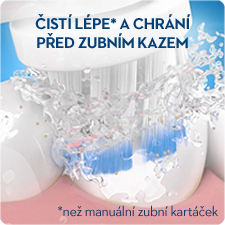 ČISTÍ LÉPE* A CHRÁNÍ
PŘED ZUBNÍM KAZEM
*než manuální zubní kartáček